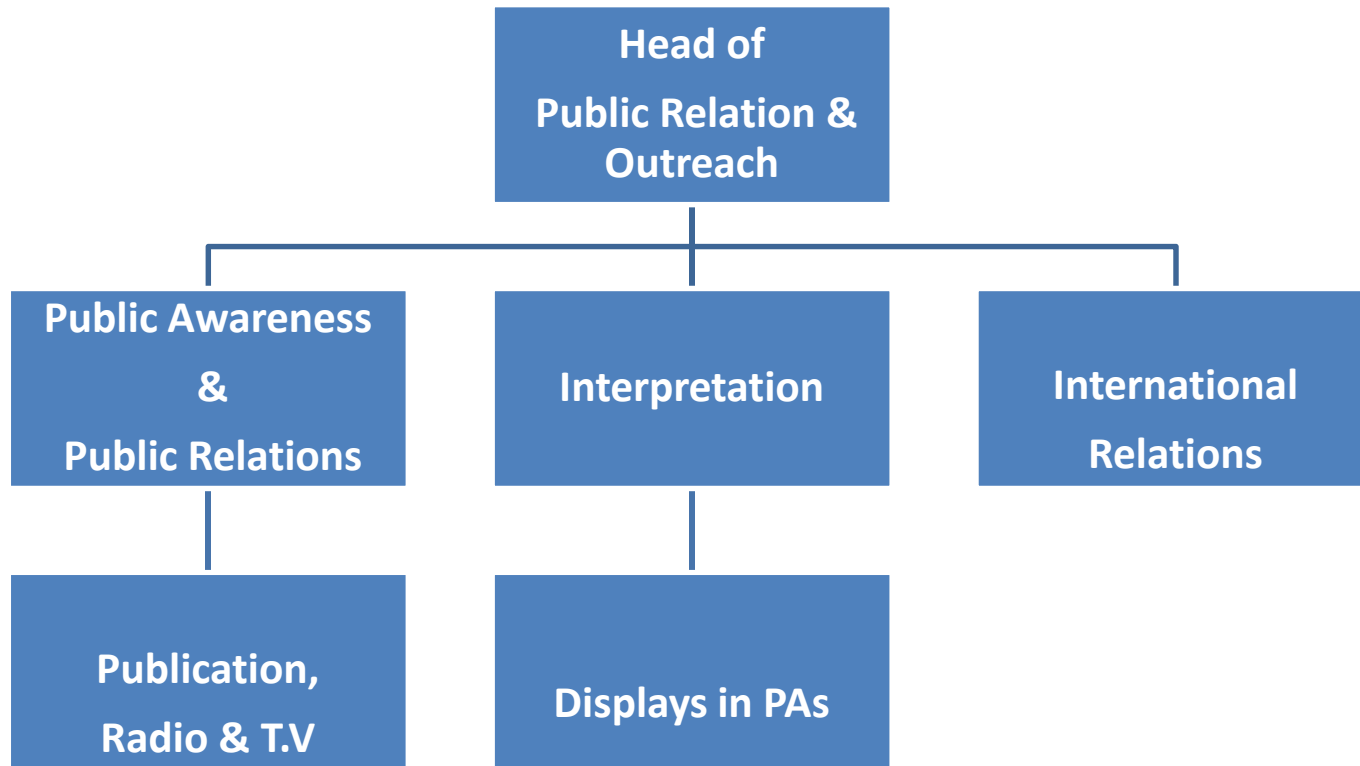 Head of
Public Relation &
Outreach
Public Awareness
&
Public Relations
Interpretation
International
Relations
Publication,
Radio & T.V
Displays in PAs